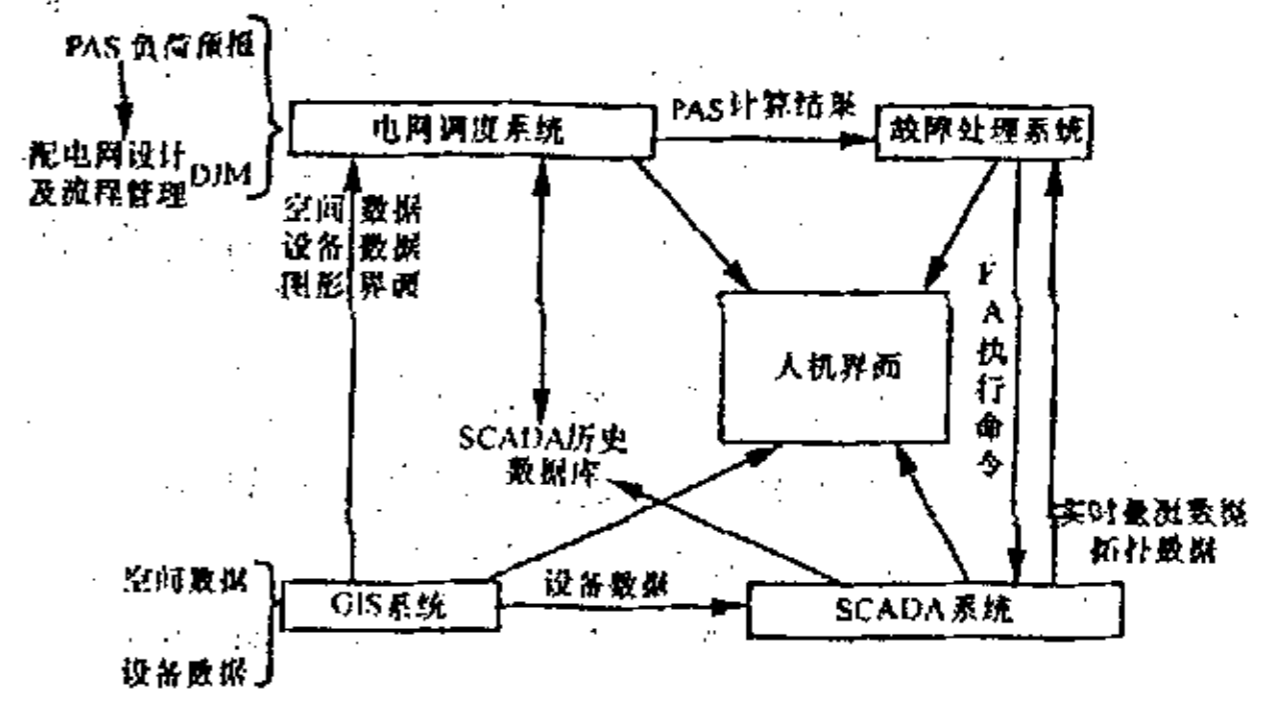 PAS 负荷预报
电网调度系统
PAS计算结果
故障处理系统
配电网设计
及流程管理
DJM
空间数据
设备数据
图形界面
人机界面
FA执行命令
SCADA历史
数据库
实时量测数据
拓扑数据
空间数据
设备数据
GIS系统
设备数据
SCADA系统